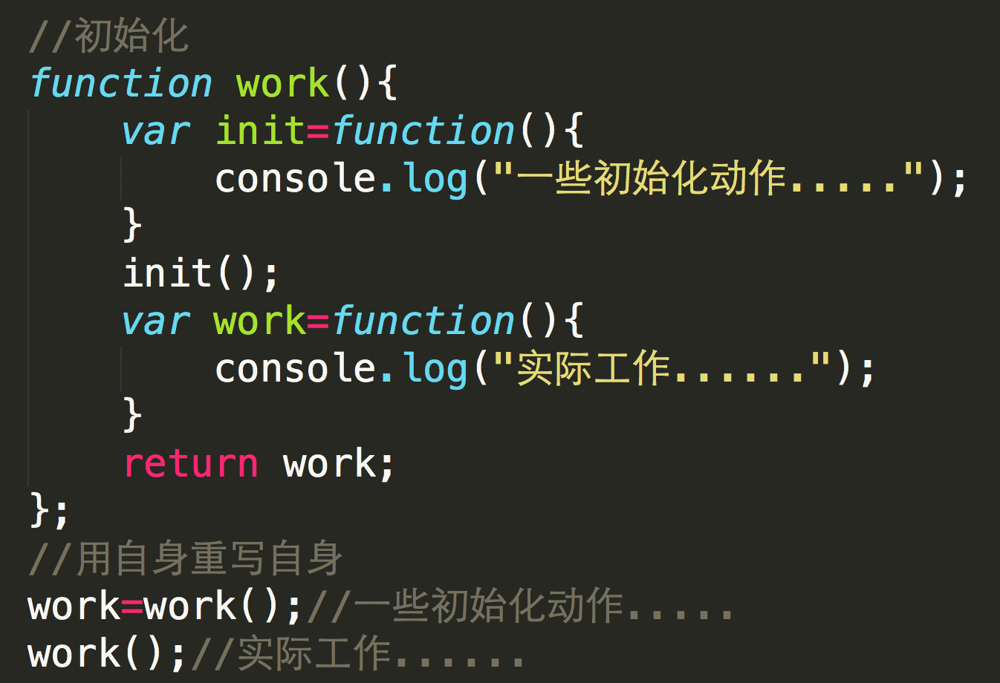 //初始化
function work(){
    var init=function(){
        console.log("一些初始化动作.....");
    }
    init();
    var work=function(){
        console.log("实际工作......");
    }
    return work;
};
//用自身重写自身
work=work();//一些初始化动作.....
work();//实际工作......